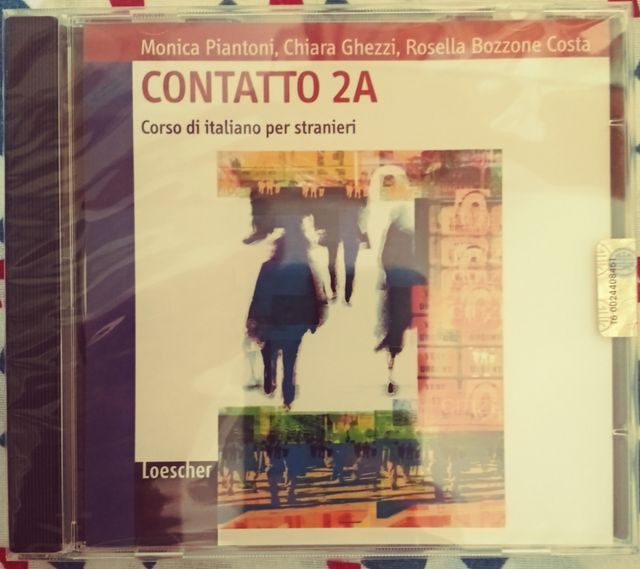 Monica Piantoni, Chiara Ghezzi, Rosella Bozzone Costa
CONTATTO 2A
Corso di italiano per stranieri
Loescher